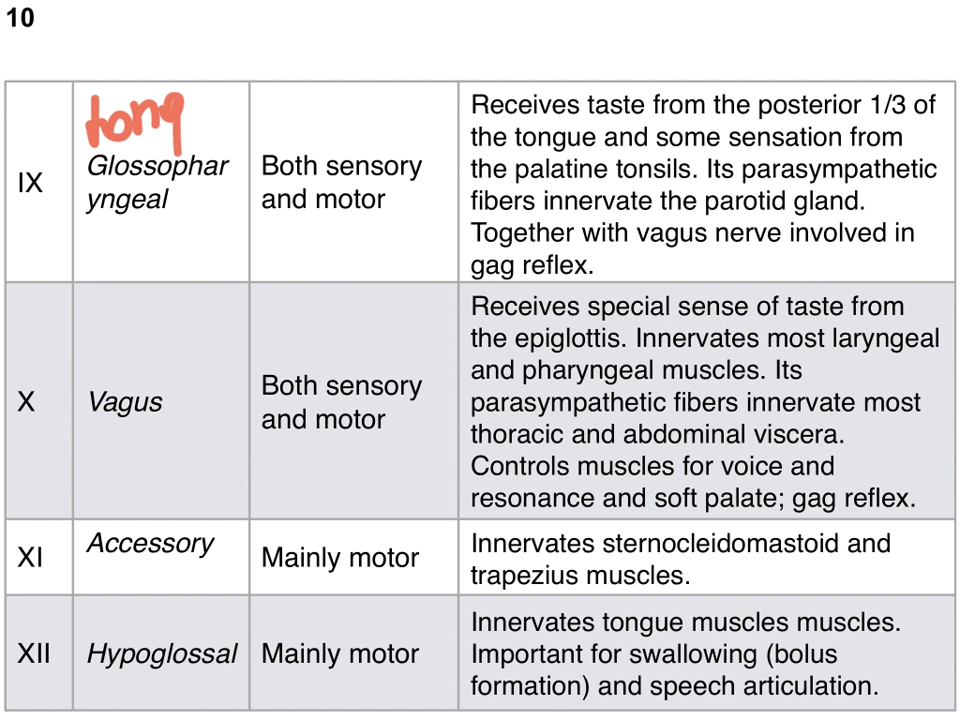 10
IX
tong
Glossophar
yngeal
Both sensory
and motor
Receives taste from the posterior 1/3 of
the tongue and some sensation from
the palatine tonsils. Its parasympathetic
fibers innervate the parotid gland.
Together with vagus nerve involved in
gag reflex.
X
Vagus
Both sensory
and motor
Receives special sense of taste from
the epiglottis. Innervates most laryngeal
and pharyngeal muscles. Its
parasympathetic fibers innervate most
thoracic and abdominal viscera.
Controls muscles for voice and
resonance and soft palate; gag reflex.
XI
Accessory
Mainly motor
Innervates sternocleidomastoid and
trapezius muscles.
XII
Hypoglossal
Mainly motor
Innervates tongue muscles muscles.
Important for swallowing (bolus
formation) and speech articulation.